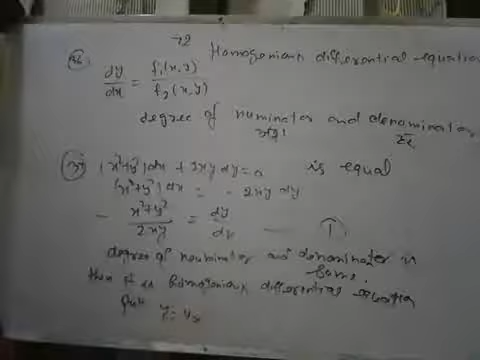 Homogenious differential equation
dy/dx = f₁(x,y)/f₂(x,y)
degree of numinator and denominator
is equal
(x²+y²)dx + 2xy dy = 0
(x²+y²)dx = -2xy dy
- x²+y²/2xy = dy/dx — ①
degree of numinator and denominator is
same.
then it is homogenious differential equation
put y = vx